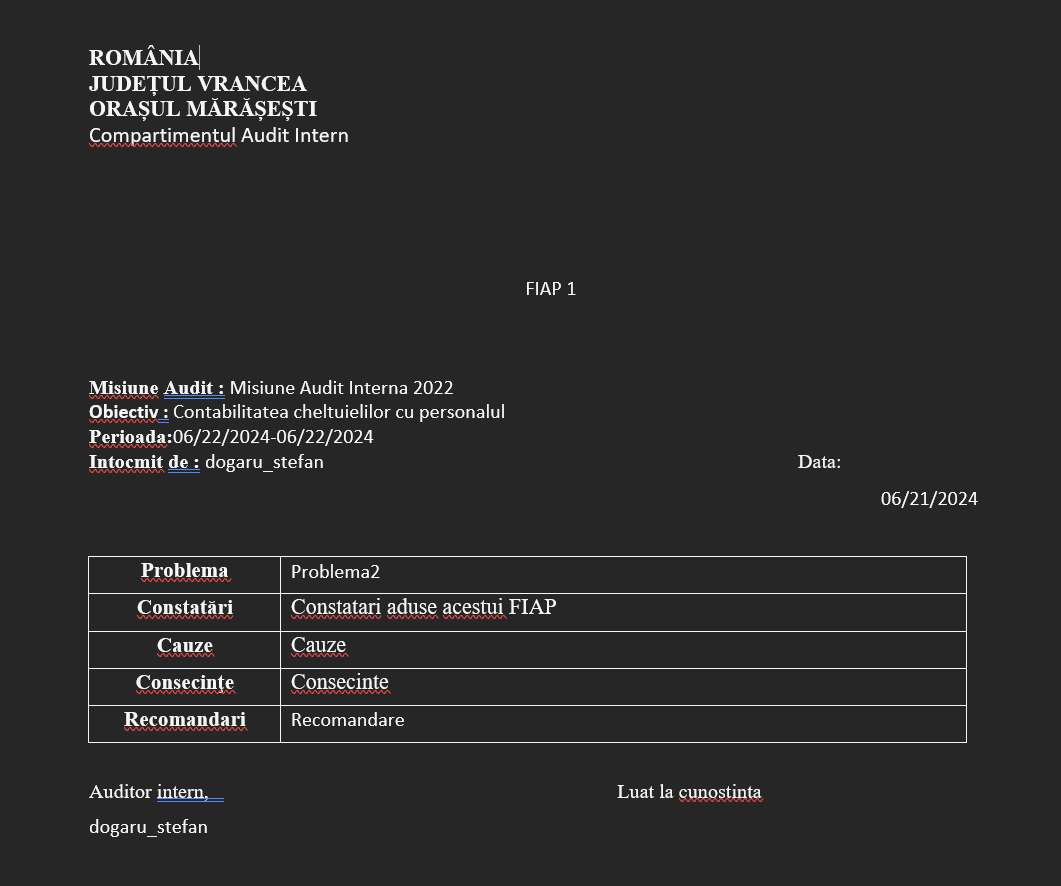 ROMÂNIA
JUDEȚUL VRANCEA
ORAȘUL MĂRĂȘEȘTI
Compartimentul Audit Intern
FIAP 1
Misiune Audit : Misiune Audit Interna 2022
Obiectiv : Contabilitatea cheltuielilor cu personalul
Perioada:06/22/2024-06/22/2024
Intocmit de : dogaru_stefan Data:
06/21/2024
Problema Problema2
Constatări Constatari aduse acestui FIAP
Cauze Cauze
Consecințe Consecinte
Recomandari Recomandare
Auditor intern, Luat la cunostinta
dogaru_stefan